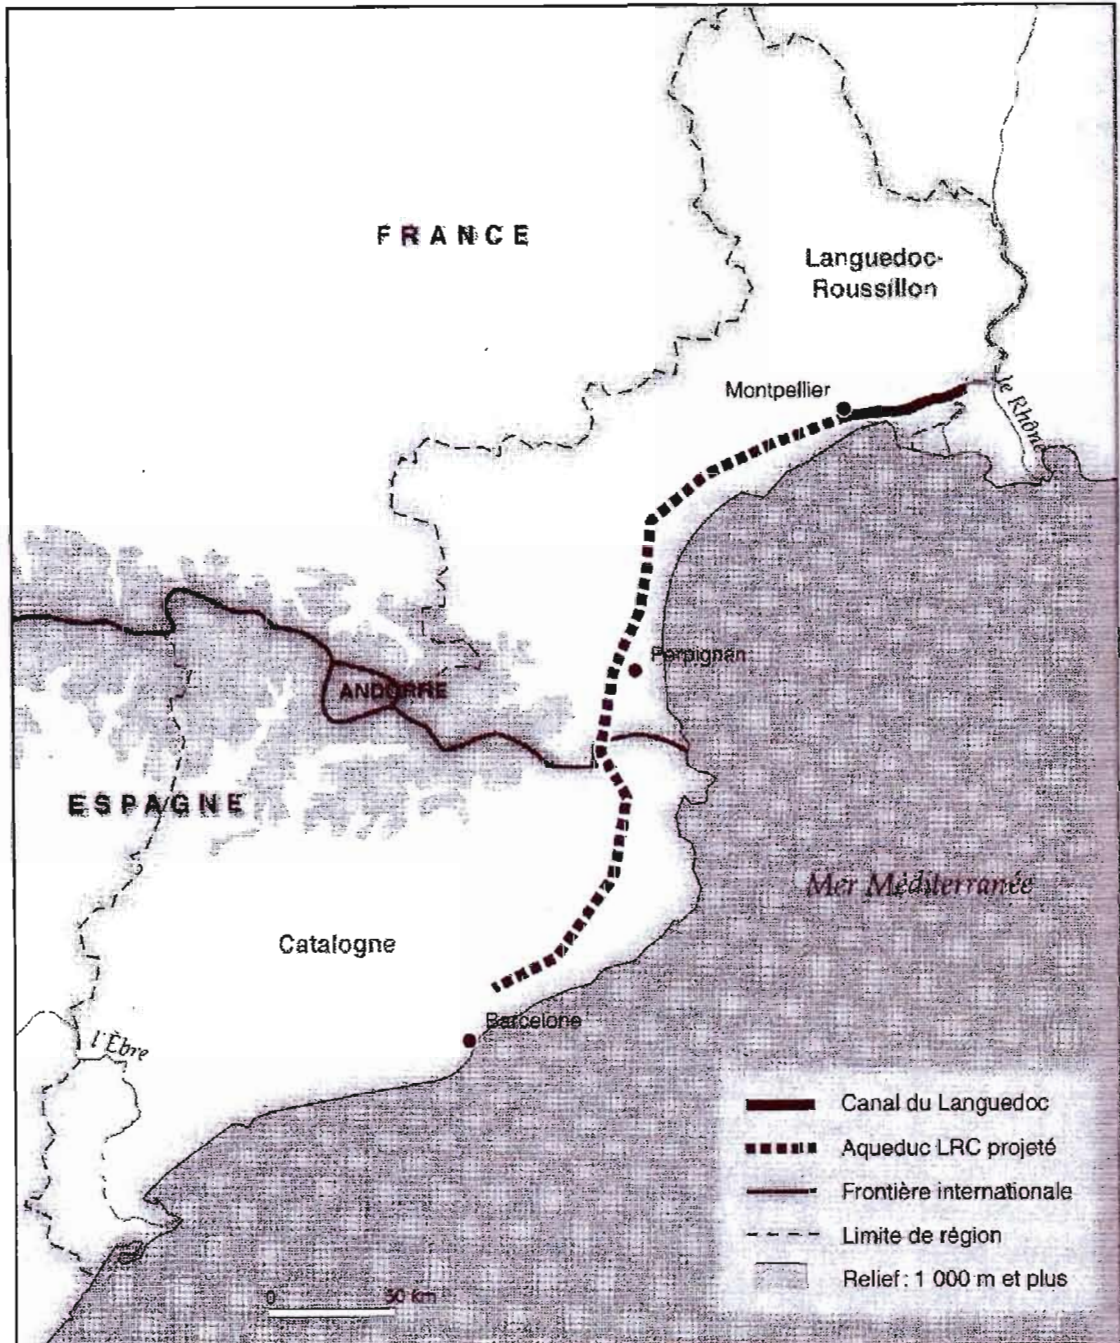 FRANCE
Languedoc-
Roussillon
Montpellier
le Rhône
Perpignan
ANDORRE
ESPAGNE
Mer Méditerranée
Catalogne
Barcelone
l'Èbre
Canal du Languedoc
Aqueduc LRC projeté
Frontière internationale
Limite de région
Relief : 1 000 m et plus
0 50 km